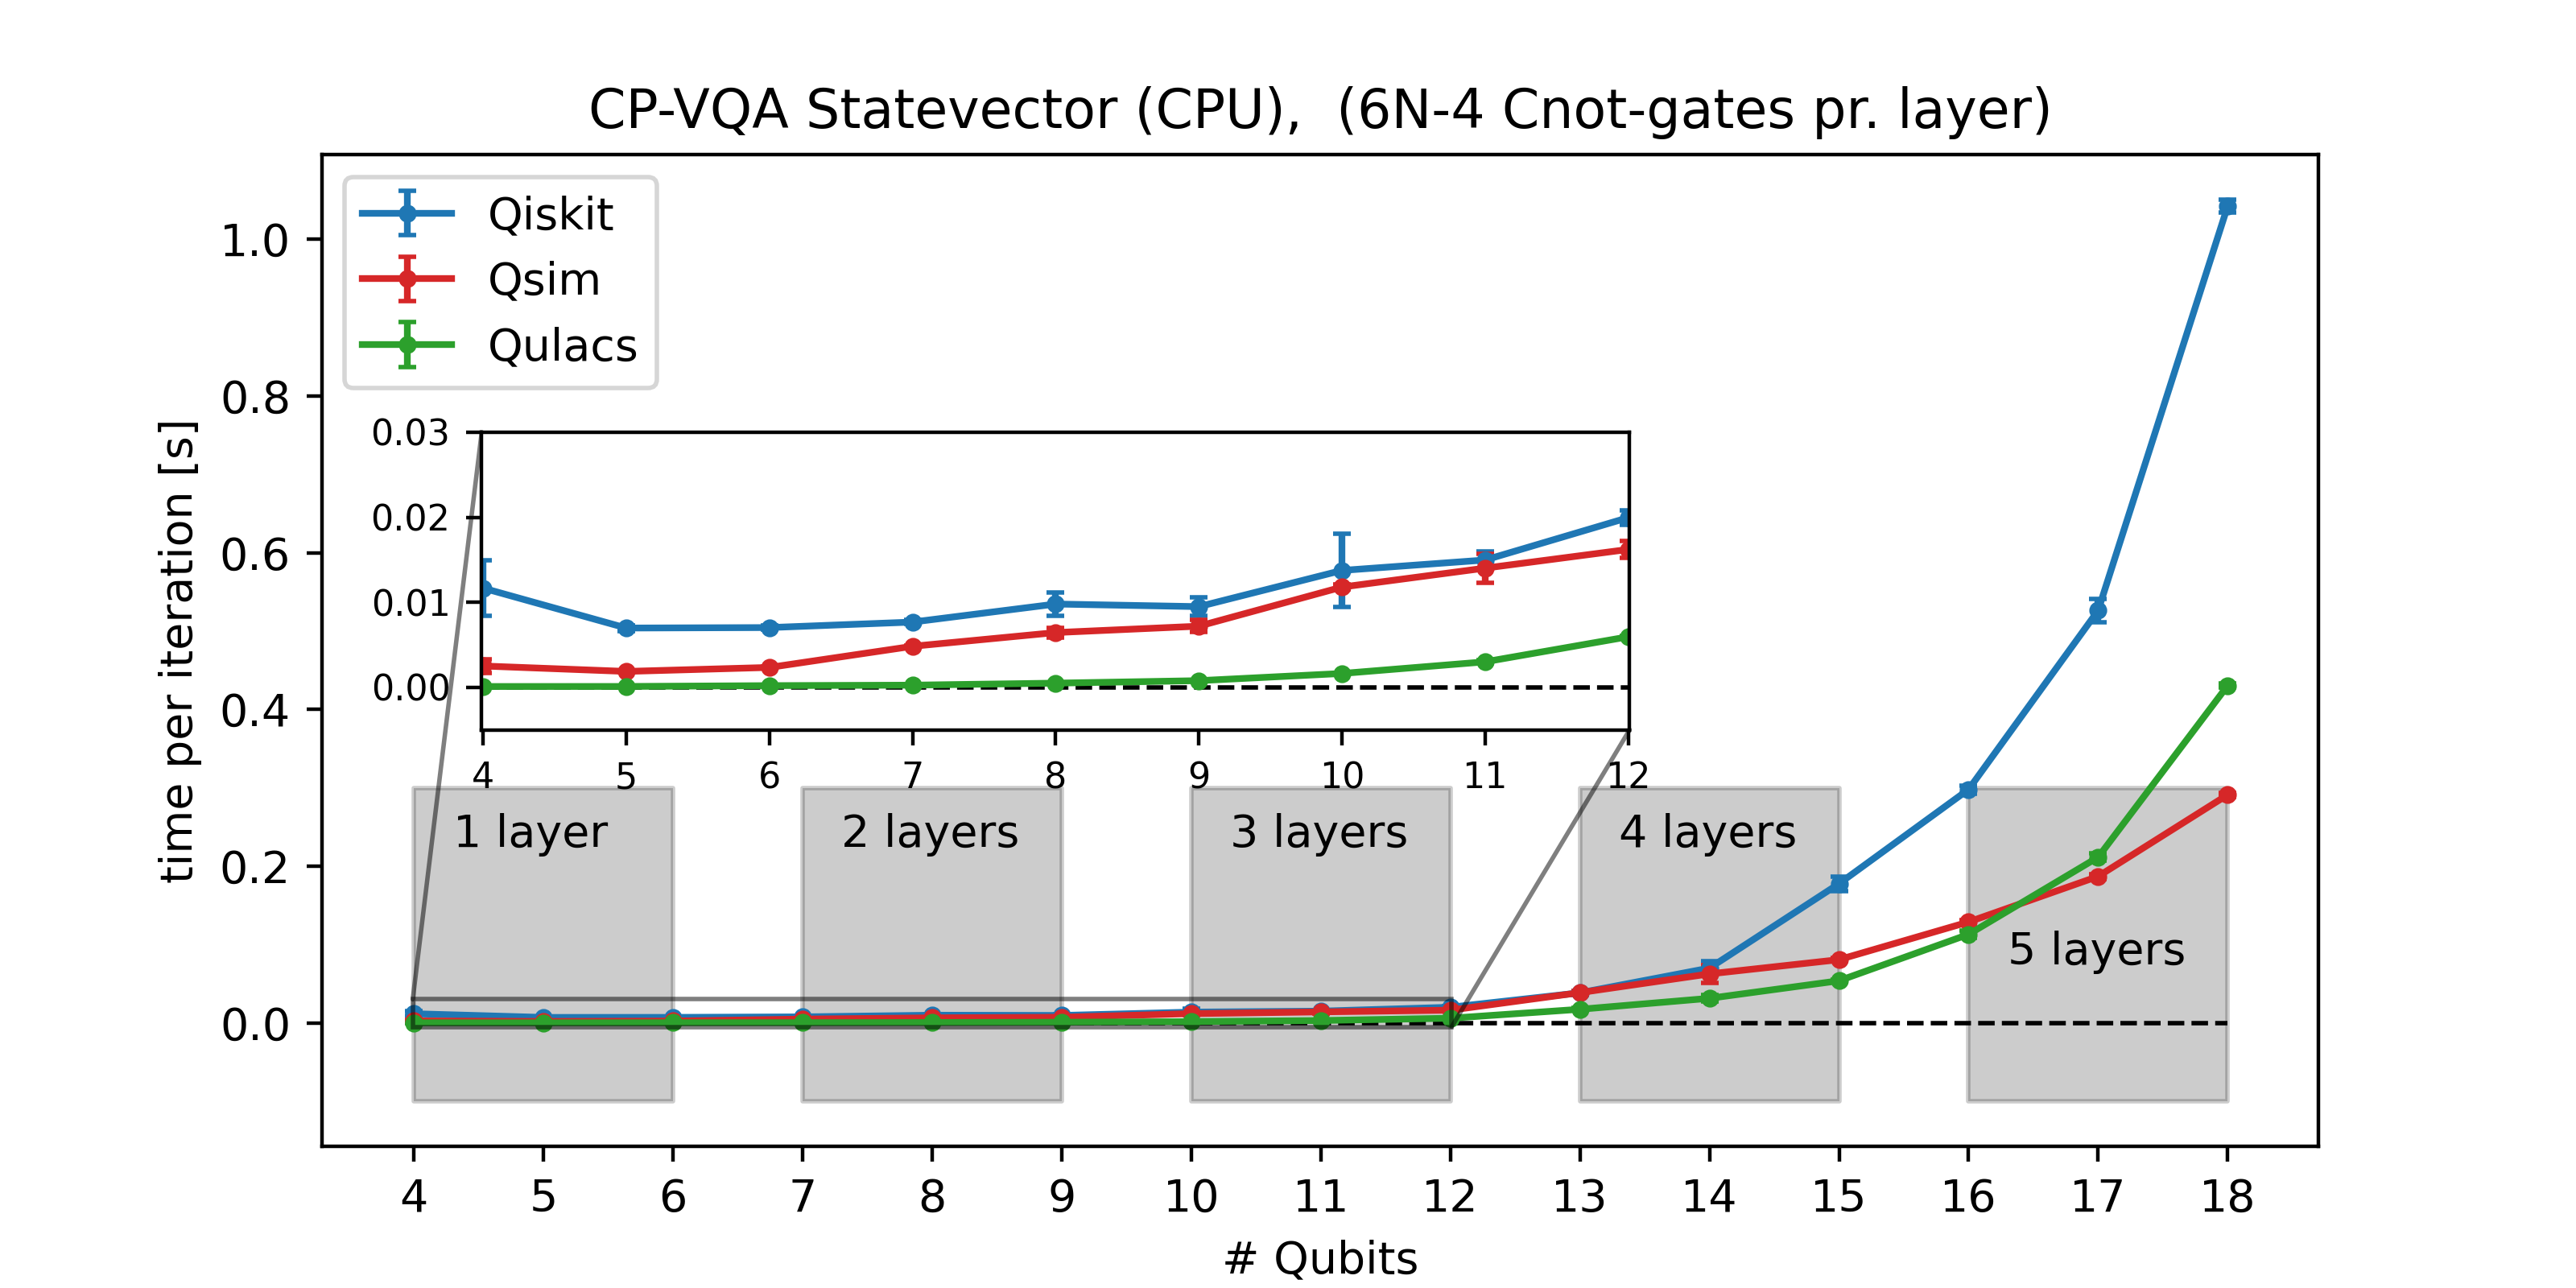 CP-VQA Statevector (CPU),  (6N-4 Cnot-gates pr. layer)
Qiskit
Qsim
Qulacs
time per iteration [s]
1.0
0.8
0.6
0.4
0.2
0.0
0.03
0.02
0.01
0.00
4 5 6 7 8 9 10 11 12
1 layer
2 layers
3 layers
4 layers
5 layers
4 5 6 7 8 9 10 11 12 13 14 15 16 17 18
# Qubits